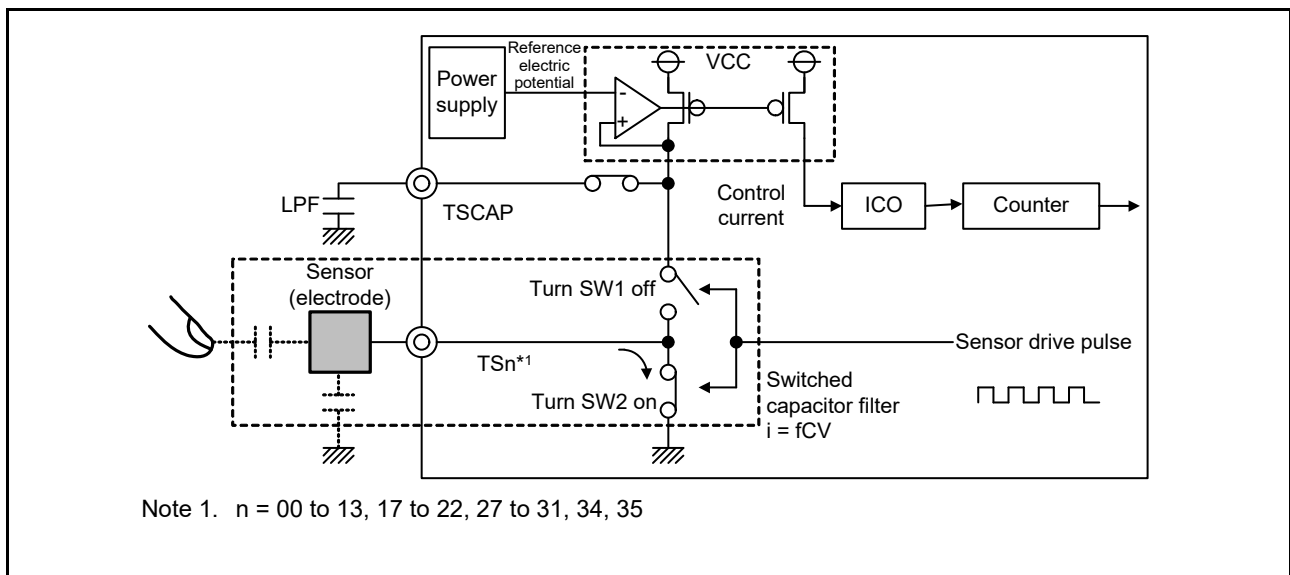 Power
supply
Reference
electric
potential
VCC
-
+
LPF
TSCAP
Control
current
ICO
Counter
Sensor
(electrode)
Turn SW1 off
TSn*1
Turn SW2 on
Sensor drive pulse
Switched
capacitor filter
i = fCV
Note 1. n = 00 to 13, 17 to 22, 27 to 31, 34, 35